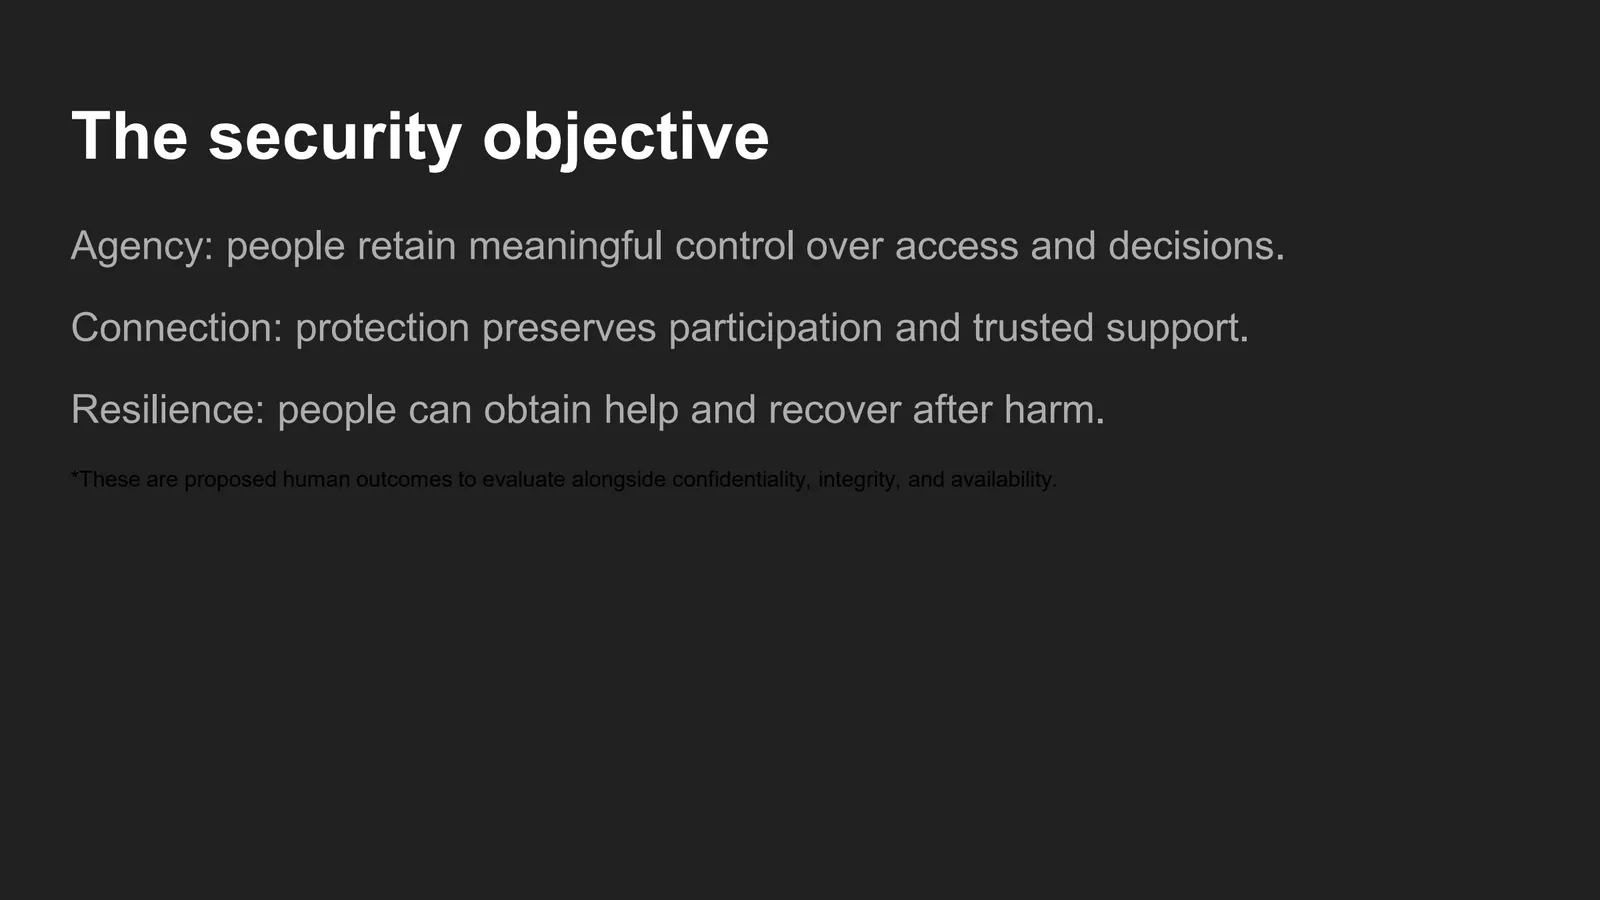 The security objective
Agency: people retain meaningful control over access and decisions.
Connection: protection preserves participation and trusted support.
Resilience: people can obtain help and recover after harm.
*These are proposed human outcomes to evaluate alongside confidentiality, integrity, and availability.